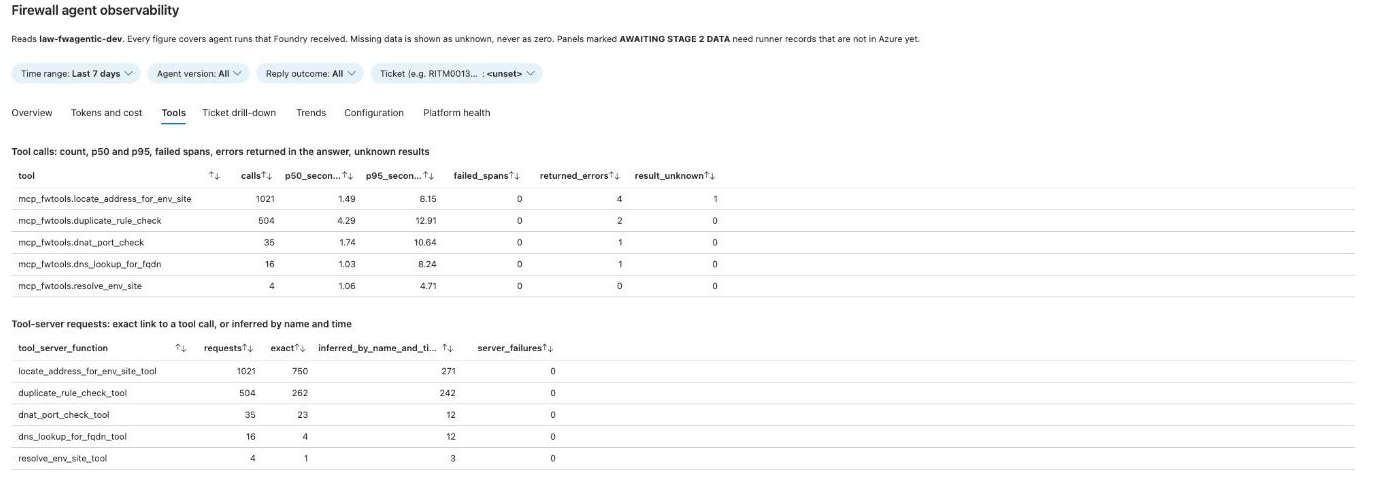 Firewall agent observability
Reads law-fwagentic-dev. Every figure covers agent runs that Foundry received. Missing data is shown as unknown, never as zero. Panels marked AWAITING STAGE 2 DATA need runner records that are not in Azure yet.
Time range: Last 7 days Agent version: All Reply outcome: All Ticket (e.g. RITM0013... : <unset>
Overview Tokens and cost Tools Ticket drill-down Trends Configuration Platform health
Tool calls: count, p50 and p95, failed spans, errors returned in the answer, unknown results
tool ↑↓ calls↑↓ p50_secon... ↑↓ p95_secon... ↑↓ failed_spans↑↓ returned_errors↑↓ result_unknown↑↓
mcp_fwtools.locate_address_for_env_site 1021 1.49 8.15 0 4 1
mcp_fwtools.duplicate_rule_check 504 4.29 12.91 0 2 0
mcp_fwtools.dnat_port_check 35 1.74 10.64 0 1 0
mcp_fwtools.dns_lookup_for_fqdn 16 1.03 8.24 0 1 0
mcp_fwtools.resolve_env_site 4 1.06 4.71 0 0 0
Tool-server requests: exact link to a tool call, or inferred by name and time
tool_server_function ↑↓ requests↑↓ exact↑↓ inferred_by_name_and_ti... ↑↓ server_failures↑↓
locate_address_for_env_site_tool 1021 750 271 0
duplicate_rule_check_tool 504 262 242 0
dnat_port_check_tool 35 23 12 0
dns_lookup_for_fqdn_tool 16 4 12 0
resolve_env_site_tool 4 1 3 0